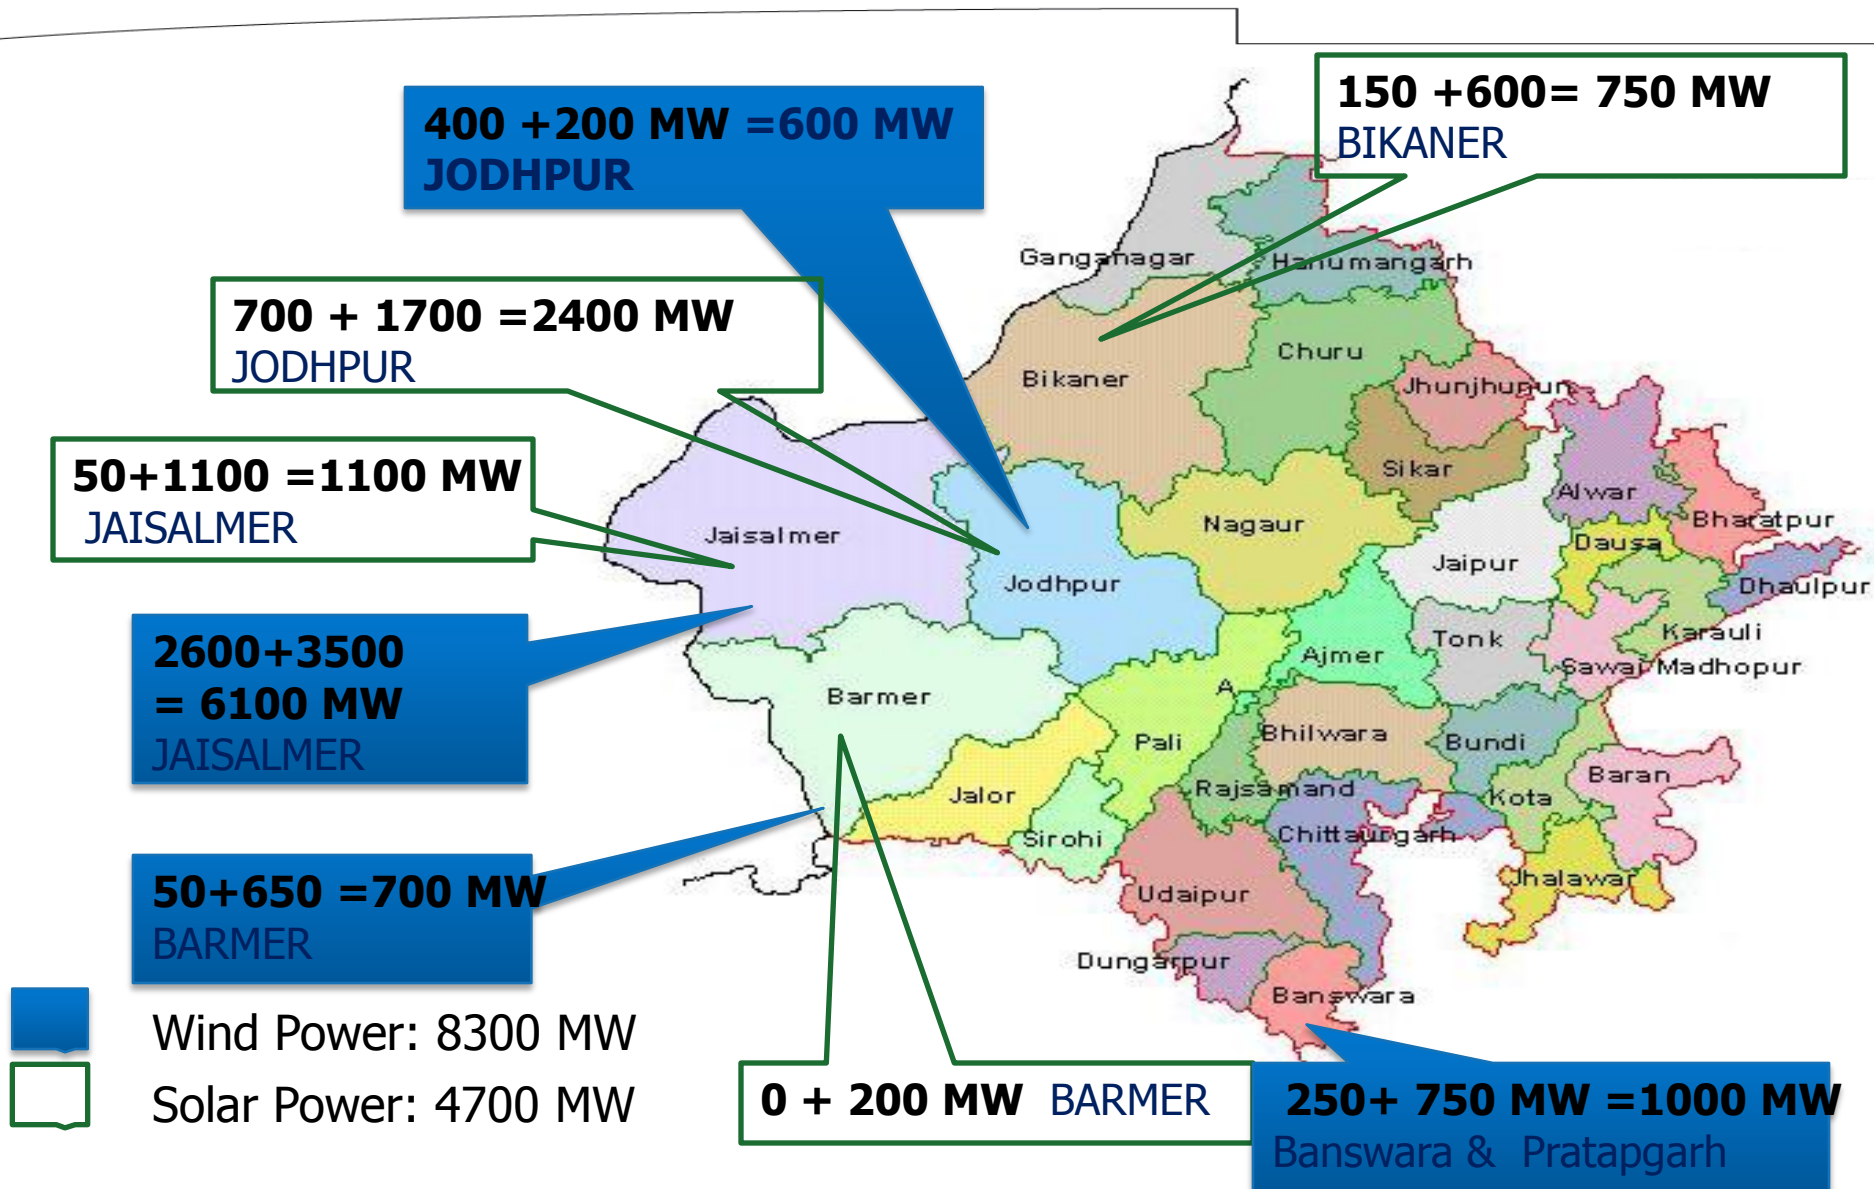 150 +600= 750 MW
BIKANER
400 +200 MW =600 MW
JODHPUR
700 + 1700 =2400 MW
JODHPUR
50+1100 =1100 MW
JAISALMER
2600+3500
= 6100 MW
JAISALMER
50+650 =700 MW
BARMER
Ganganagar
Hanumangarh
Churu
Bikaner
Jhunjhunun
Sikar
Alwar
Bharatpur
Nagaur
Jaisalmer
Jaipur
Dausa
Dhaulpur
Jodhpur
Karauli
Tonk
Ajmer
Sawai Madhopur
A
Barmer
Bhilwara
Pali
Bundi
Baran
Jalor
Rajsamand
Kota
Sirohi
Chittaurgarh
Jhalawar
Udaipur
Dungarpur
Banswara
Wind Power: 8300 MW
Solar Power: 4700 MW
0 + 200 MW BARMER
250+ 750 MW =1000 MW
Banswara & Pratapgarh